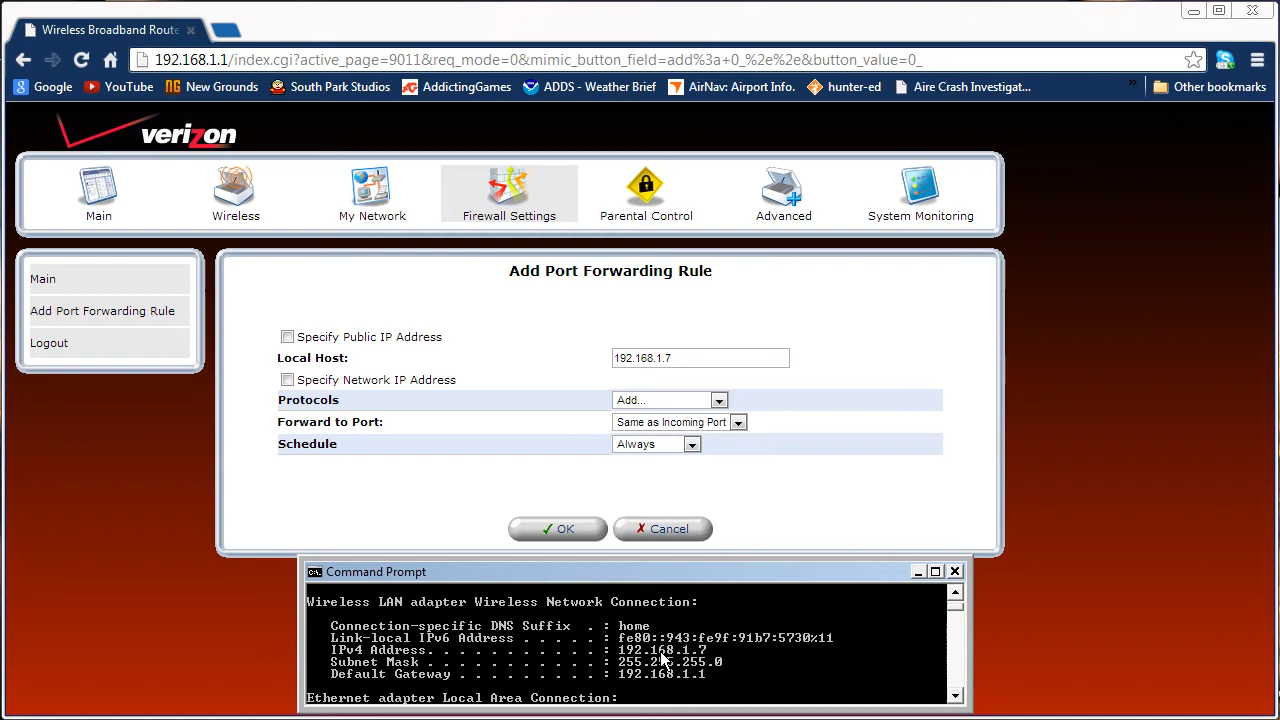 Wireless Broadband Route
192.168.1.1/index.cgi?active_page=9011&req_mode=0&mimic_button_field=add%3a+0_%2e%2e&button_value=0_
Google YouTube New Grounds South Park Studios AddictingGames ADDS - Weather Brief AirNav: Airport Info. hunter-ed Aire Crash Investigat... » Other bookmarks
verizon
Main Wireless My Network Firewall Settings Parental Control Advanced System Monitoring
Main
Add Port Forwarding Rule
Logout
Add Port Forwarding Rule
Specify Public IP Address
Local Host: 192.168.1.7
Specify Network IP Address
Protocols Add...
Forward to Port: Same as Incoming Port
Schedule Always
OK Cancel
C:\. Command Prompt
Wireless LAN adapter Wireless Network Connection:
Connection-specific DNS Suffix . : home
Link-local IPv6 Address . . . . . : fe80::943:fe9f:91b7:5730%11
IPv4 Address. . . . . . . . . . . : 192.168.1.7
Subnet Mask . . . . . . . . . . . : 255.255.255.0
Default Gateway . . . . . . . . . : 192.168.1.1
Ethernet adapter Local Area Connection: